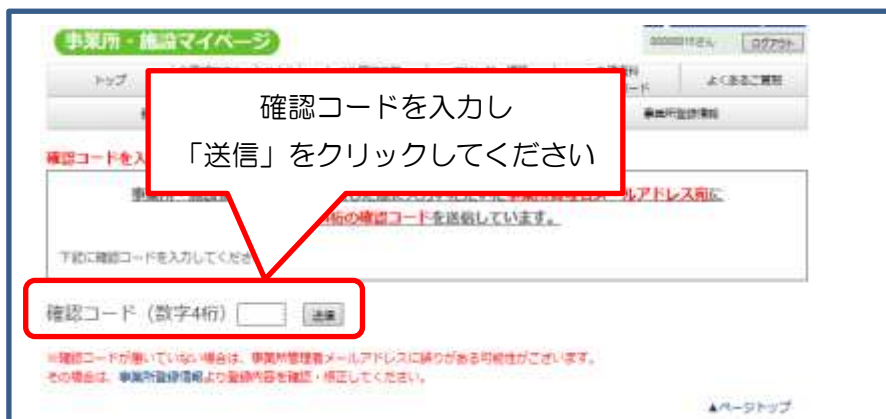 事業所・施設マイページ
さん ログアウト
トップ
よくあるご質問
事業所登録情報
確認コードを入力し
「送信」をクリックしてください
確認コードを入
メールアドレス宛に
桁の確認コードを送信しています。
下記に確認コードを入力してくださ
確認コード（数字4桁） 送信
※確認コードが届いていない場合は、事業所管理者メールアドレスに誤りがある可能性がございます。
その場合は、事業所登録情報より登録内容を確認・修正してください。
▲ページトップ